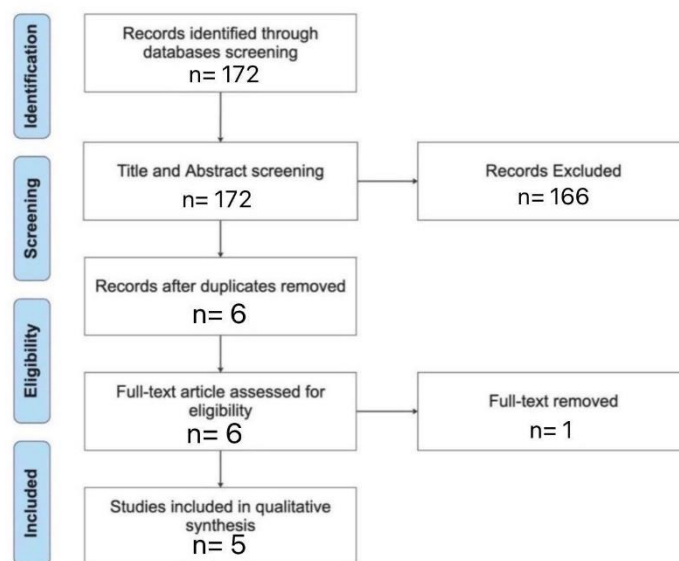 Identification
Records identified through
databases screening
n= 172
Screening
Title and Abstract screening
n= 172
Records Excluded
n= 166
Records after duplicates removed
n= 6
Eligibility
Full-text article assessed for
eligibility
n= 6
Full-text removed
n= 1
Included
Studies included in qualitative
synthesis
n= 5